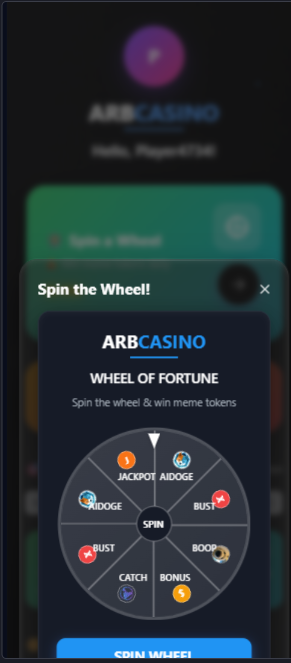 P
ARBCASINO
Hello, Player4734!
Spin a Wheel
Spin the Wheel!
×
ARBCASINO
WHEEL OF FORTUNE
Spin the wheel & win meme tokens
JACKPOT AIDOGE
AIDOGE BUST
SPIN
BUST BOOP
CATCH BONUS
SPIN WHEEL